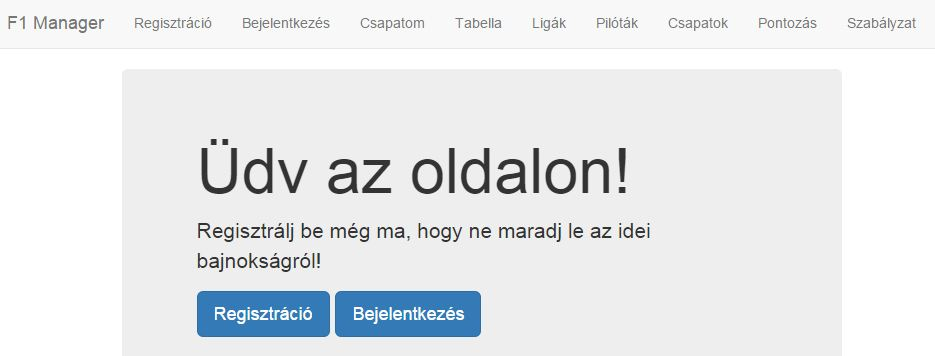 F1 Manager Regisztráció Bejelentkezés Csapatom Tabella Ligák Pilóták Csapatok Pontozás Szabályzat
Üdv az oldalon!
Regisztrálj be még ma, hogy ne maradj le az idei
bajnokságról!
Regisztráció Bejelentkezés